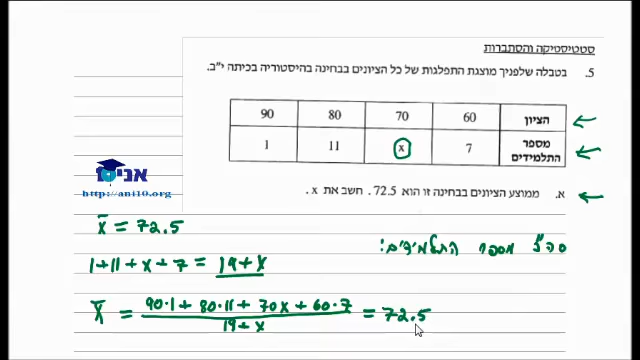 סטטיסטיקה והסתברות
5. בטבלה שלפניך מוצגת התפלגות של כל הציונים בבחינה בהיסטוריה בכיתה י"ב.
הציון 60 70 80 90
מספר התלמידים 7 x 11 1
א. ממוצע הציונים בבחינה זו הוא 72.5. חשב את x.
אני10
http://ani10.org
x̄ = 72.5
סה"כ מספר התלמידים:
1+11+x+7 = 19+x
x̄ = (90·1+80·11+70x+60·7)/(19+x) = 72.5